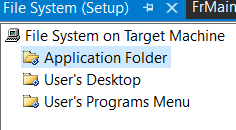 File System (Setup) FrMain
File System on Target Machine
Application Folder
User's Desktop
User's Programs Menu